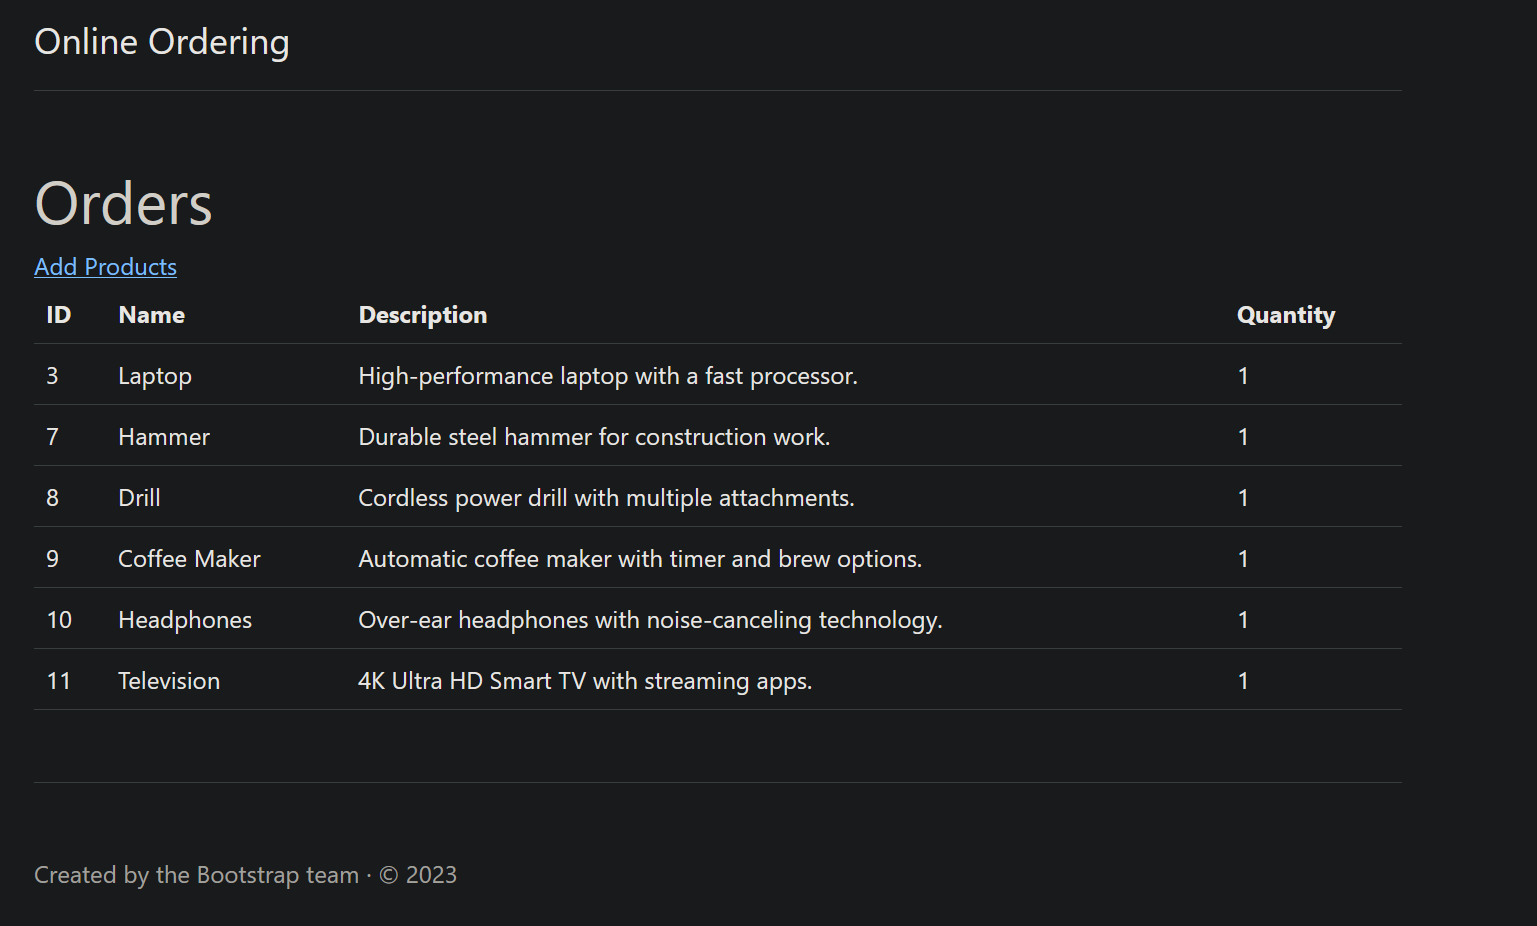 Online Ordering
Orders
Add Products
ID Name Description Quantity
3 Laptop High-performance laptop with a fast processor. 1
7 Hammer Durable steel hammer for construction work. 1
8 Drill Cordless power drill with multiple attachments. 1
9 Coffee Maker Automatic coffee maker with timer and brew options. 1
10 Headphones Over-ear headphones with noise-canceling technology. 1
11 Television 4K Ultra HD Smart TV with streaming apps. 1
Created by the Bootstrap team · © 2023